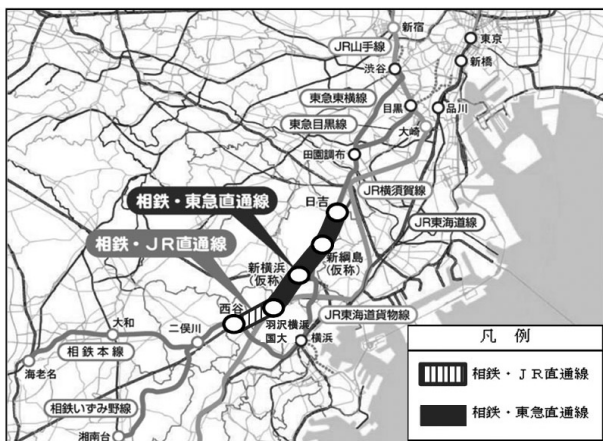 新宿
JR山手線
東京
渋谷
新橋
東急東横線
目黒
品川
東急目黒線
大崎
田園調布
JR横須賀線
日吉
相鉄・東急直通線
JR東海道線
相鉄・JR直通線
新綱島
(仮称)
新横浜
(仮称)
西谷
羽沢横浜
国大
JR東海道貨物線
大和
二俣川
横浜
相鉄本線
海老名
相鉄いずみ野線
湘南台
凡 例
相鉄・JR直通線
相鉄・東急直通線